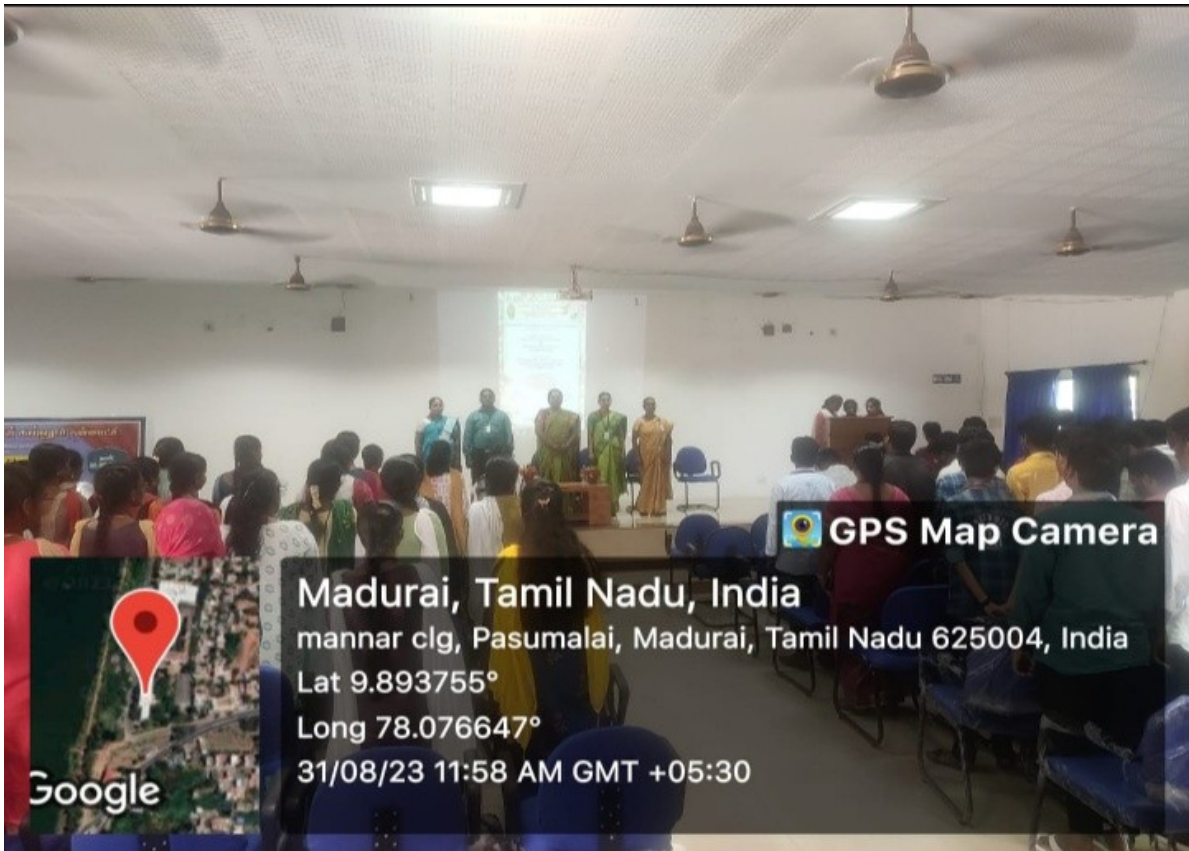 GPS Map Camera
Madurai, Tamil Nadu, India
mannar clg, Pasumalai, Madurai, Tamil Nadu 625004, India
Lat 9.893755°
Long 78.076647°
31/08/23 11:58 AM GMT +05:30
Google